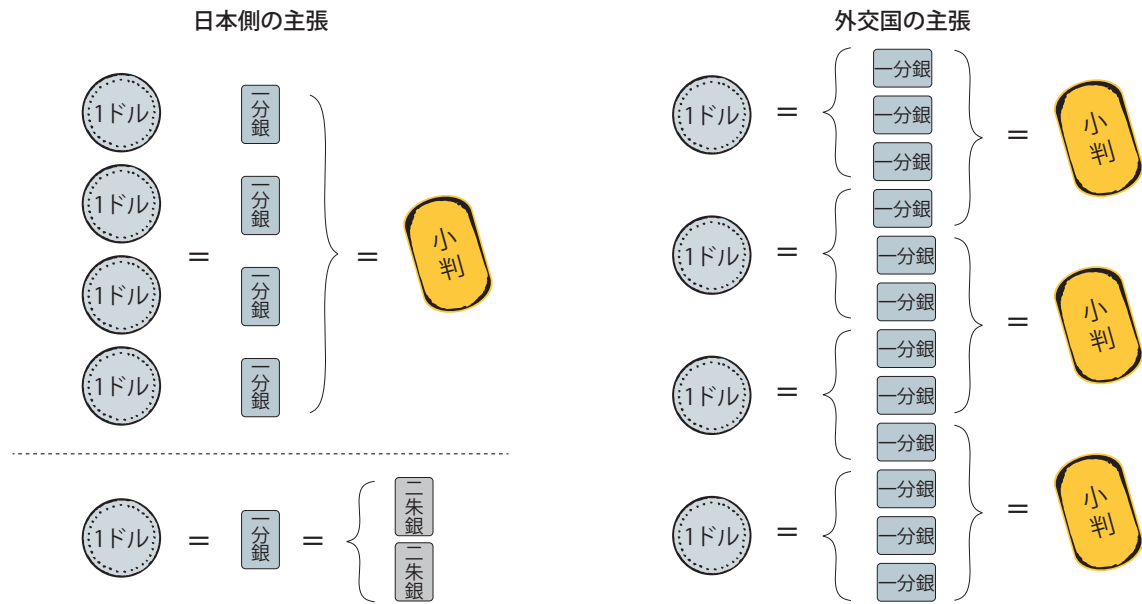 日本側の主張
1ドル
一分銀
1ドル
一分銀
=
=
小判
1ドル
一分銀
1ドル
一分銀
1ドル
=
一分銀
=
二朱銀
二朱銀
外交国の主張
1ドル
=
一分銀
一分銀
一分銀
一分銀
=
小判
1ドル
=
一分銀
一分銀
一分銀
一分銀
=
小判
1ドル
=
一分銀
一分銀
一分銀
一分銀
=
小判
1ドル
=